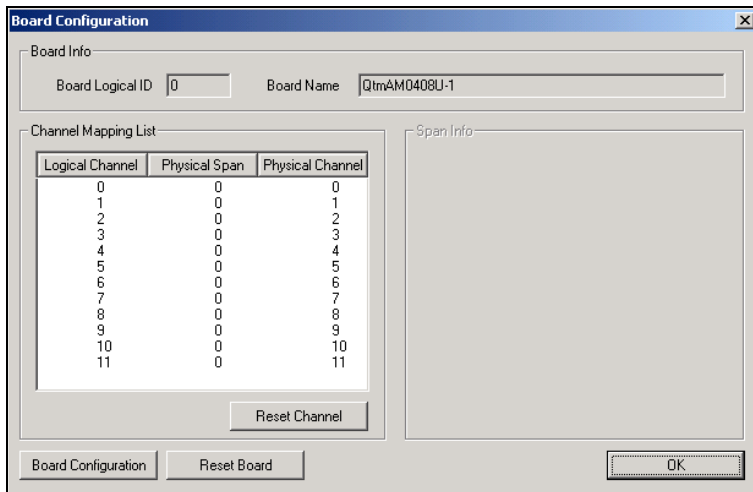 Board Configuration
Board Info
Board Logical ID 0 Board Name QtmAM0408U-1
Channel Mapping List
Logical Channel Physical Span Physical Channel
0 0 0
1 0 1
2 0 2
3 0 3
4 0 4
5 0 5
6 0 6
7 0 7
8 0 8
9 0 9
10 0 10
11 0 11
Reset Channel
Span Info
Board Configuration Reset Board OK